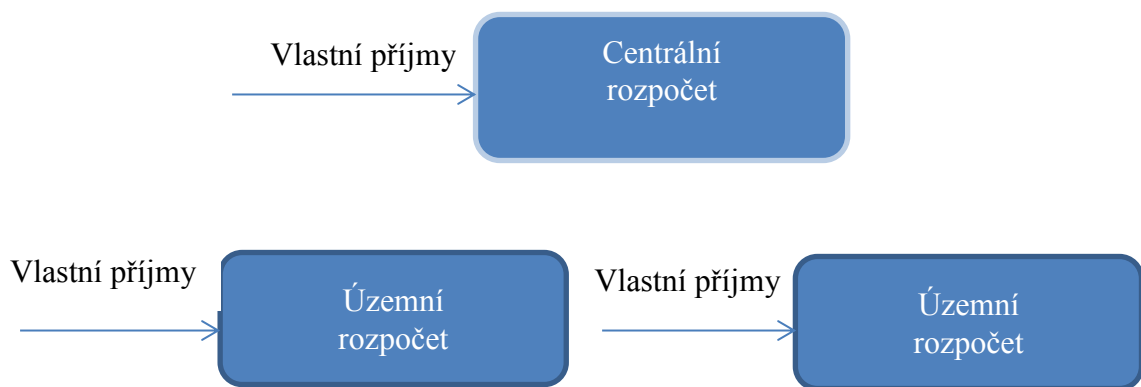 Vlastní příjmy
Centrální
rozpočet
Vlastní příjmy
Územní
rozpočet
Vlastní příjmy
Územní
rozpočet